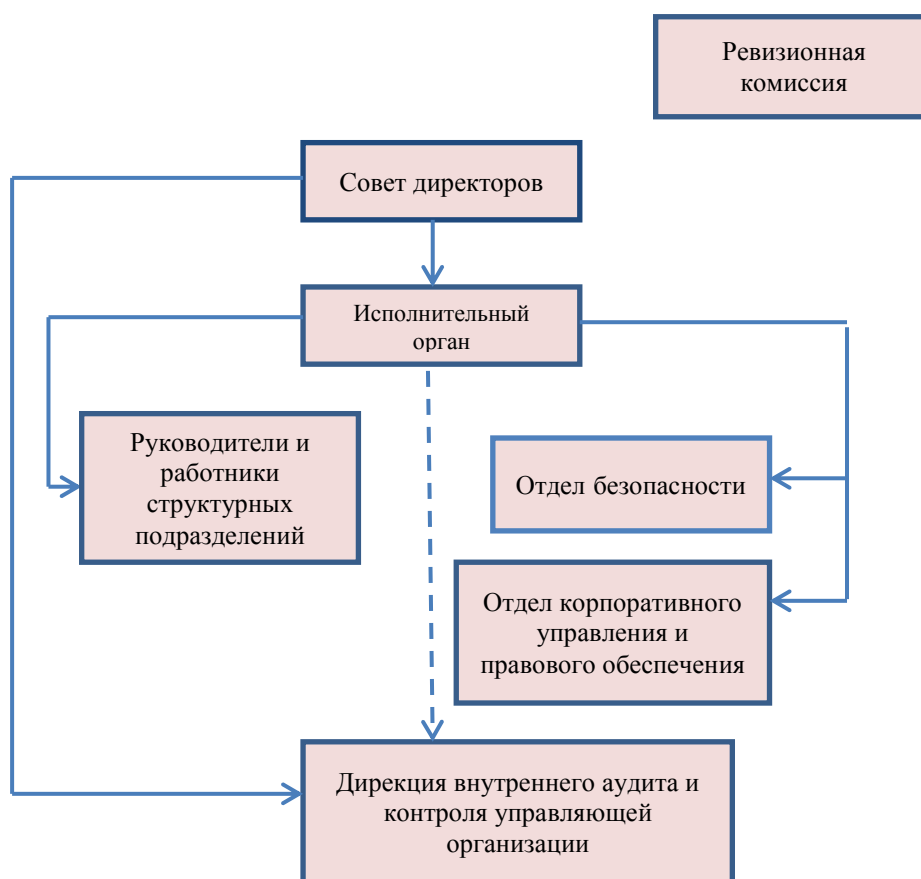 Ревизионная
комиссия
Совет директоров
Исполнительный
орган
Руководители и
работники
структурных
подразделений
Отдел безопасности
Отдел корпоративного
управления и
правового обеспечения
Дирекция внутреннего аудита и
контроля управляющей
организации